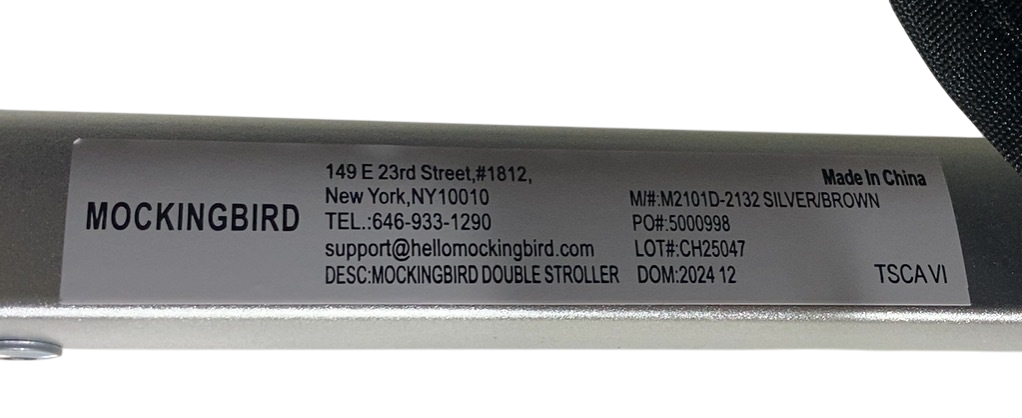 MOCKINGBIRD
149 E 23rd Street,#1812,
New York,NY10010
TEL.:646-933-1290
support@hellomockingbird.com
DESC:MOCKINGBIRD DOUBLE STROLLER
Made In China
M/#:M2101D-2132 SILVER/BROWN
PO#:5000998
LOT#:CH25047
DOM:2024 12
TSCA VI